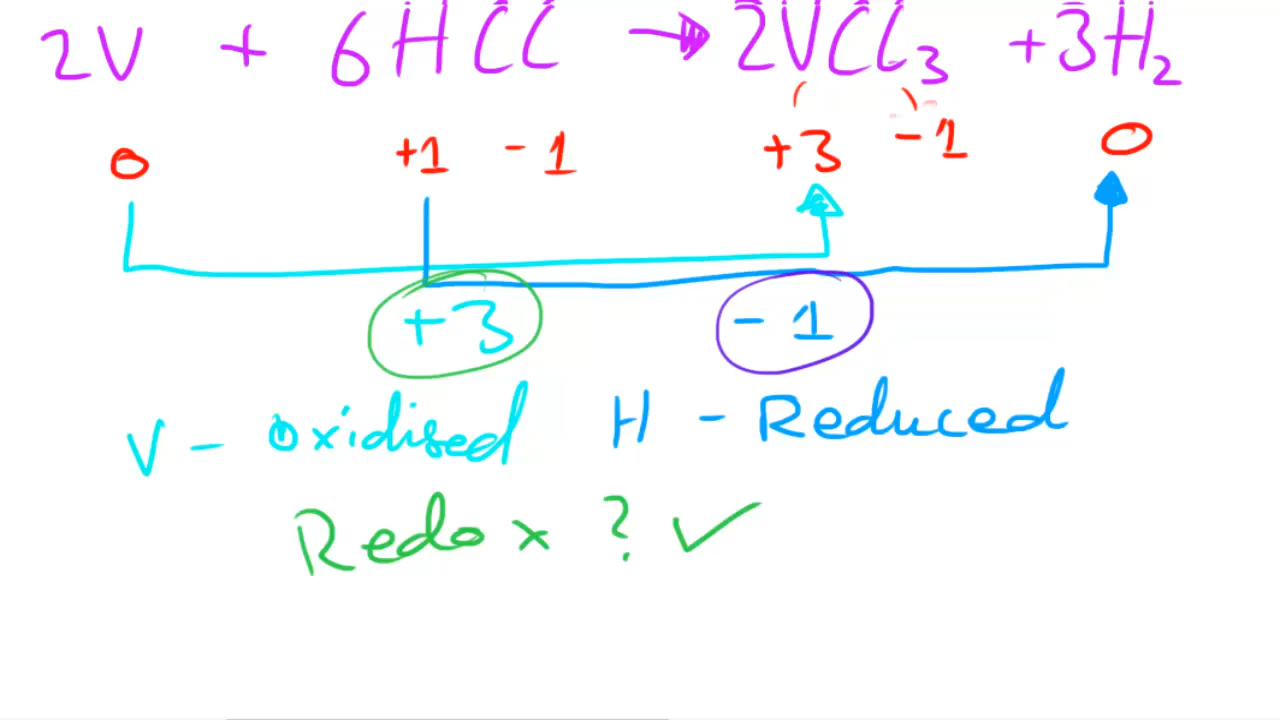 2V + 6HCl → 2VCl₃ + 3H₂
0 +1 -1 +3 -1 0
+3 -1
V - Oxidised H - Reduced
Redox ? ✓